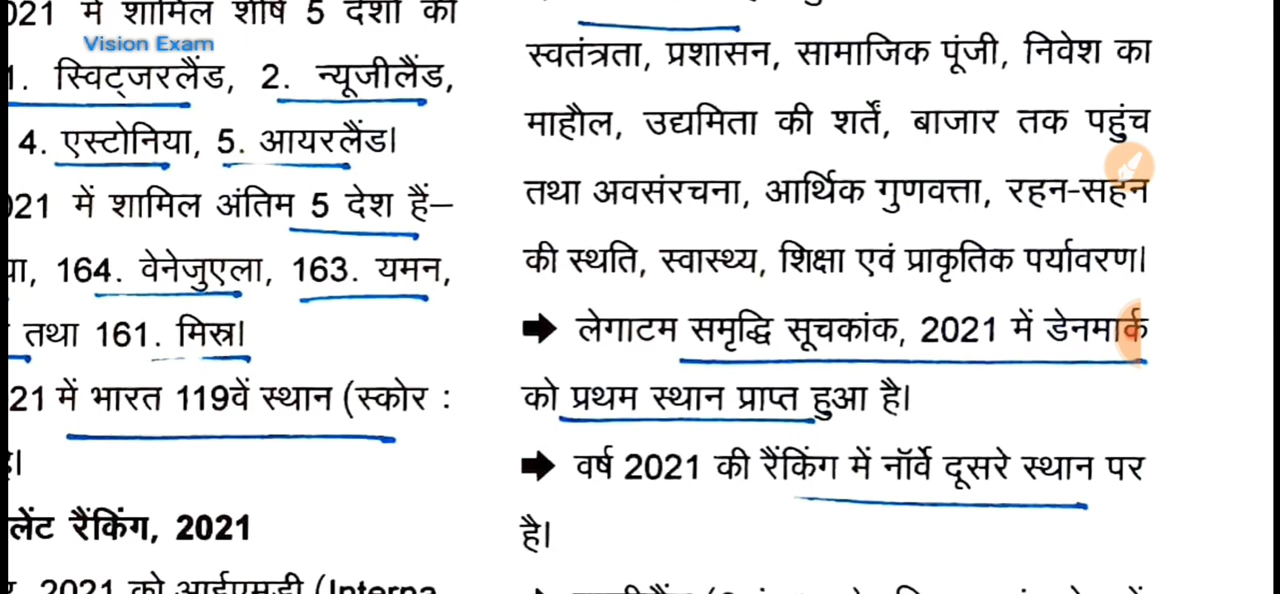 021 में शामिल शीर्ष 5 देशों की
Vision Exam
1. स्विट्जरलैंड, 2. न्यूजीलैंड,
4. एस्टोनिया, 5. आयरलैंड।
021 में शामिल अंतिम 5 देश हैं–
164. वेनेजुएला, 163. यमन,
तथा 161. मिस्र।
21 में भारत 119वें स्थान (स्कोर :
है।
लेंट रैंकिंग, 2021
2021 को आईएमडी (Interna
स्वतंत्रता, प्रशासन, सामाजिक पूंजी, निवेश का
माहौल, उद्यमिता की शर्तें, बाजार तक पहुंच
तथा अवसंरचना, आर्थिक गुणवत्ता, रहन-सहन
की स्थति, स्वास्थ्य, शिक्षा एवं प्राकृतिक पर्यावरण।
➡ लेगाटम समृद्धि सूचकांक, 2021 में डेनमार्क
को प्रथम स्थान प्राप्त हुआ है।
➡ वर्ष 2021 की रैंकिंग में नॉर्वे दूसरे स्थान पर
है।